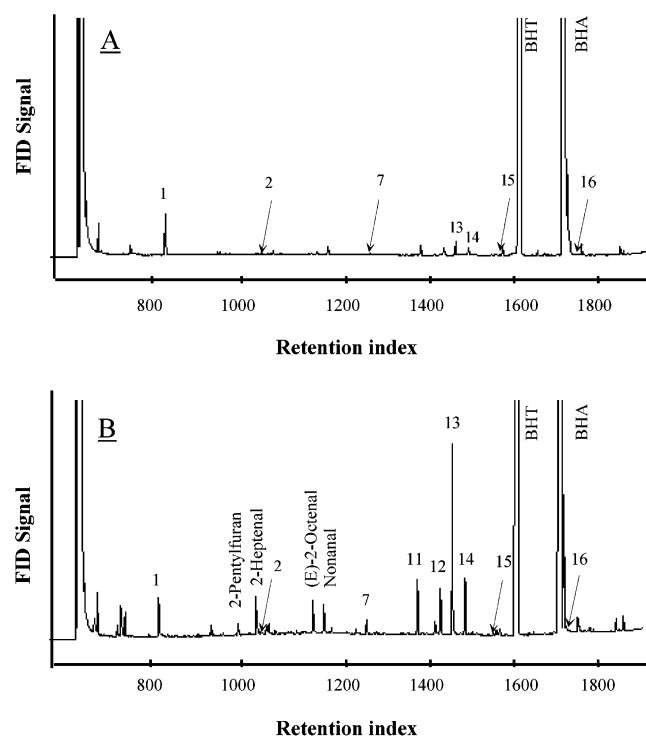 A
BHT
BHA
FID Signal
1
2
7
13
14
15
16
800 1000 1200 1400 1600 1800
Retention index
B
BHT
BHA
FID Signal
1
2-Pentylfuran
2-Heptenal
2
(E)-2-Octenal
Nonanal
7
11
12
13
14
15
16
800 1000 1200 1400 1600 1800
Retention index